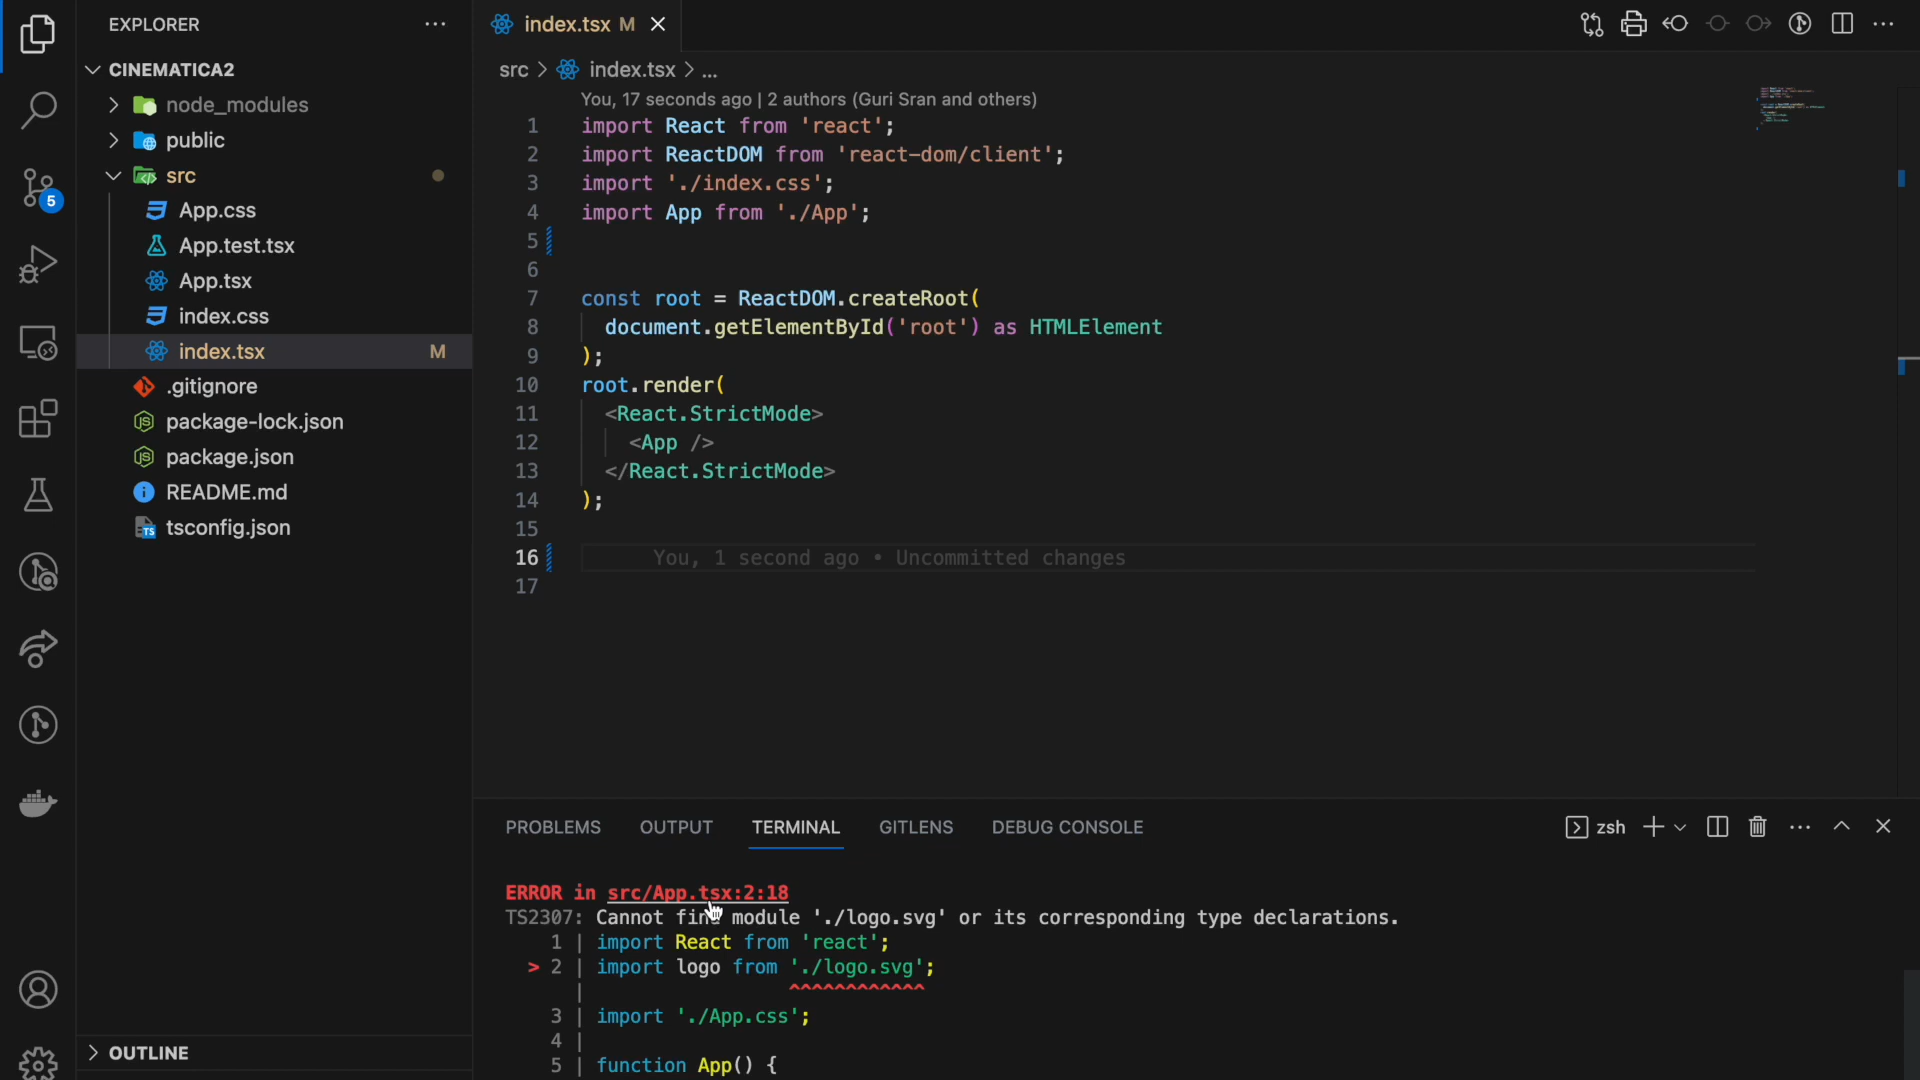 EXPLORER
CINEMATICA2
node_modules
public
src
App.css
App.test.tsx
App.tsx
index.css
index.tsx M
.gitignore
package-lock.json
package.json
README.md
tsconfig.json
OUTLINE
5
index.tsx M
src > index.tsx > ...
You, 17 seconds ago | 2 authors (Guri Sran and others)
1 import React from 'react';
2 import ReactDOM from 'react-dom/client';
3 import './index.css';
4 import App from './App';
5
6
7 const root = ReactDOM.createRoot(
8 document.getElementById('root') as HTMLElement
9 );
10 root.render(
11 <React.StrictMode>
12 <App />
13 </React.StrictMode>
14 );
15
16 You, 1 second ago • Uncommitted changes
17
PROBLEMS OUTPUT TERMINAL GITLENS DEBUG CONSOLE zsh
ERROR in src/App.tsx:2:18
TS2307: Cannot find module './logo.svg' or its corresponding type declarations.
1 | import React from 'react';
> 2 | import logo from './logo.svg';
| ^^^^^^^^^^^^
3 | import './App.css';
4 |
5 | function App() {